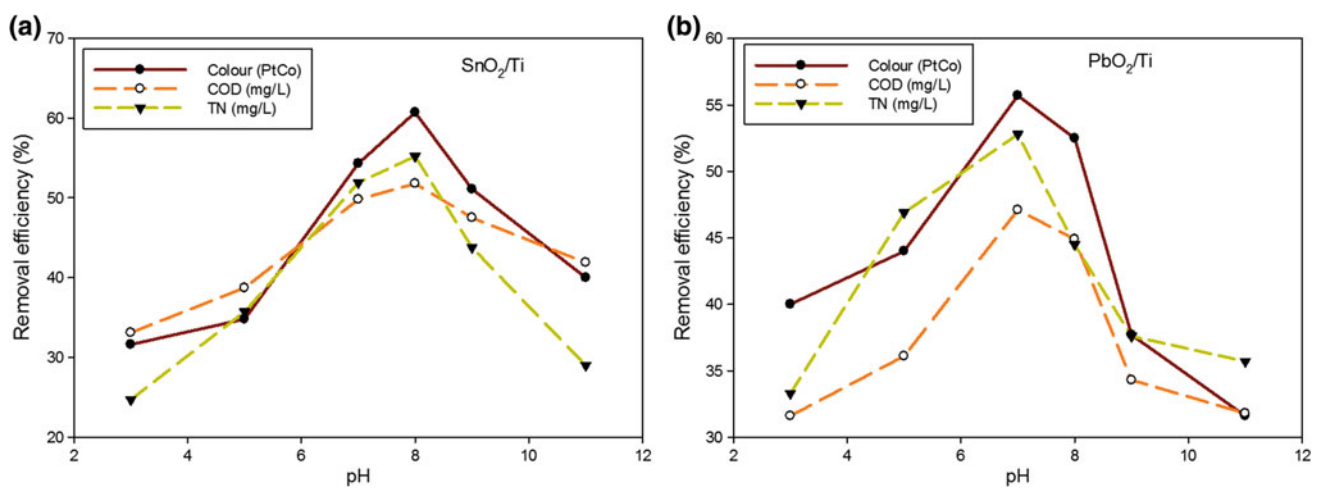 (a)
70
60
50
40
30
20
Removal efficiency (%)
Colour (PtCo)
COD (mg/L)
TN (mg/L)
SnO₂/Ti
2 4 6 8 10 12
pH
(b)
60
55
50
45
40
35
30
Removal efficiency (%)
Colour (PtCo)
COD (mg/L)
TN (mg/L)
PbO₂/Ti
2 4 6 8 10 12
pH